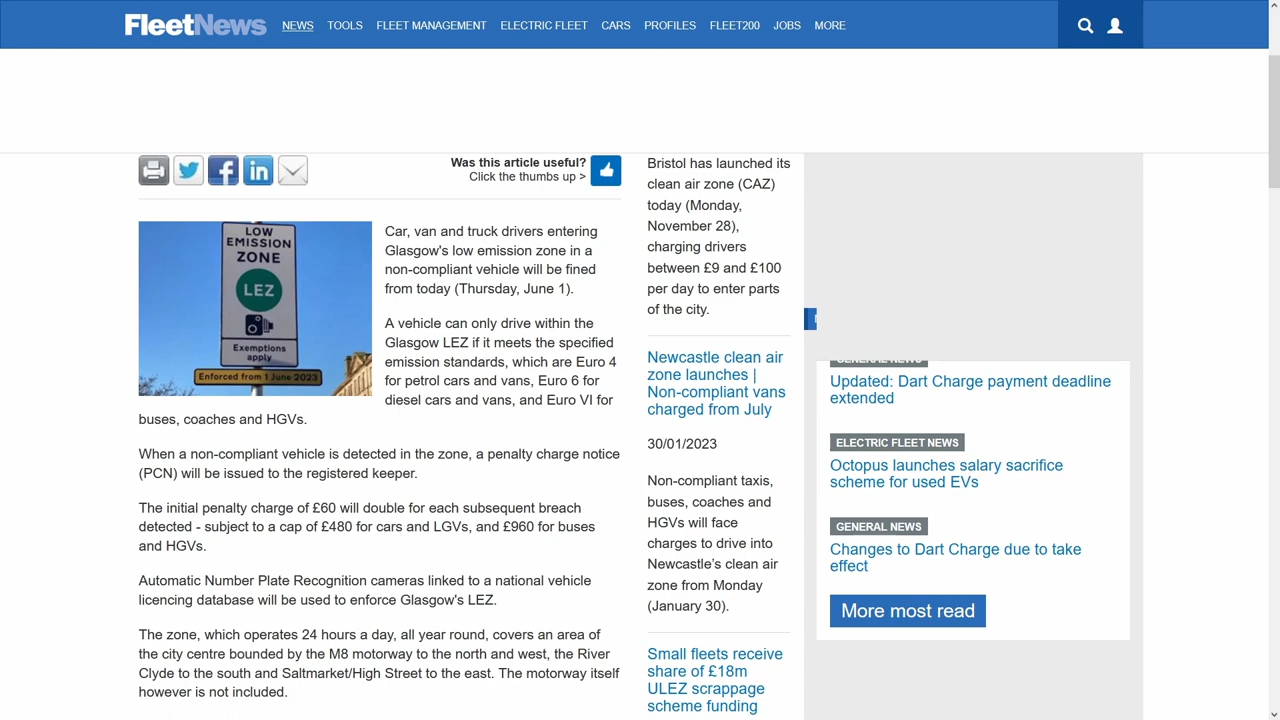 FleetNews
NEWS TOOLS FLEET MANAGEMENT ELECTRIC FLEET CARS PROFILES FLEET200 JOBS MORE
Was this article useful?
Click the thumbs up >
LOW
EMISSION
ZONE
LEZ
Exemptions
apply
Enforced from 1 June 2023
Car, van and truck drivers entering
Glasgow's low emission zone in a
non-compliant vehicle will be fined
from today (Thursday, June 1).
A vehicle can only drive within the
Glasgow LEZ if it meets the specified
emission standards, which are Euro 4
for petrol cars and vans, Euro 6 for
diesel cars and vans, and Euro VI for
buses, coaches and HGVs.
When a non-compliant vehicle is detected in the zone, a penalty charge notice
(PCN) will be issued to the registered keeper.
The initial penalty charge of £60 will double for each subsequent breach
detected - subject to a cap of £480 for cars and LGVs, and £960 for buses
and HGVs.
Automatic Number Plate Recognition cameras linked to a national vehicle
licencing database will be used to enforce Glasgow's LEZ.
The zone, which operates 24 hours a day, all year round, covers an area of
the city centre bounded by the M8 motorway to the north and west, the River
Clyde to the south and Saltmarket/High Street to the east. The motorway itself
however is not included.
Bristol has launched its
clean air zone (CAZ)
today (Monday,
November 28),
charging drivers
between £9 and £100
per day to enter parts
of the city.
Newcastle clean air
zone launches |
Non-compliant vans
charged from July
30/01/2023
Non-compliant taxis,
buses, coaches and
HGVs will face
charges to drive into
Newcastle's clean air
zone from Monday
(January 30).
Small fleets receive
share of £18m
ULEZ scrappage
scheme funding
GENERAL NEWS
Updated: Dart Charge payment deadline
extended
ELECTRIC FLEET NEWS
Octopus launches salary sacrifice
scheme for used EVs
GENERAL NEWS
Changes to Dart Charge due to take
effect
More most read